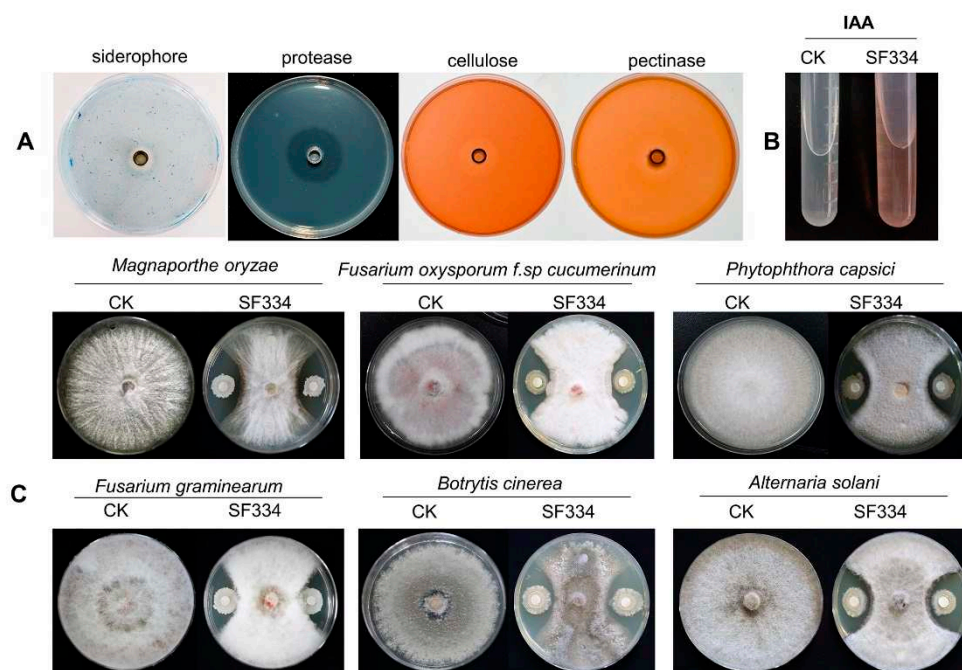 IAA
siderophore protease cellulose pectinase CK SF334
A B
Magnaporthe oryzae Fusarium oxysporum f.sp cucumerinum Phytophthora capsici
CK SF334 CK SF334 CK SF334
C
Fusarium graminearum Botrytis cinerea Alternaria solani
CK SF334 CK SF334 CK SF334